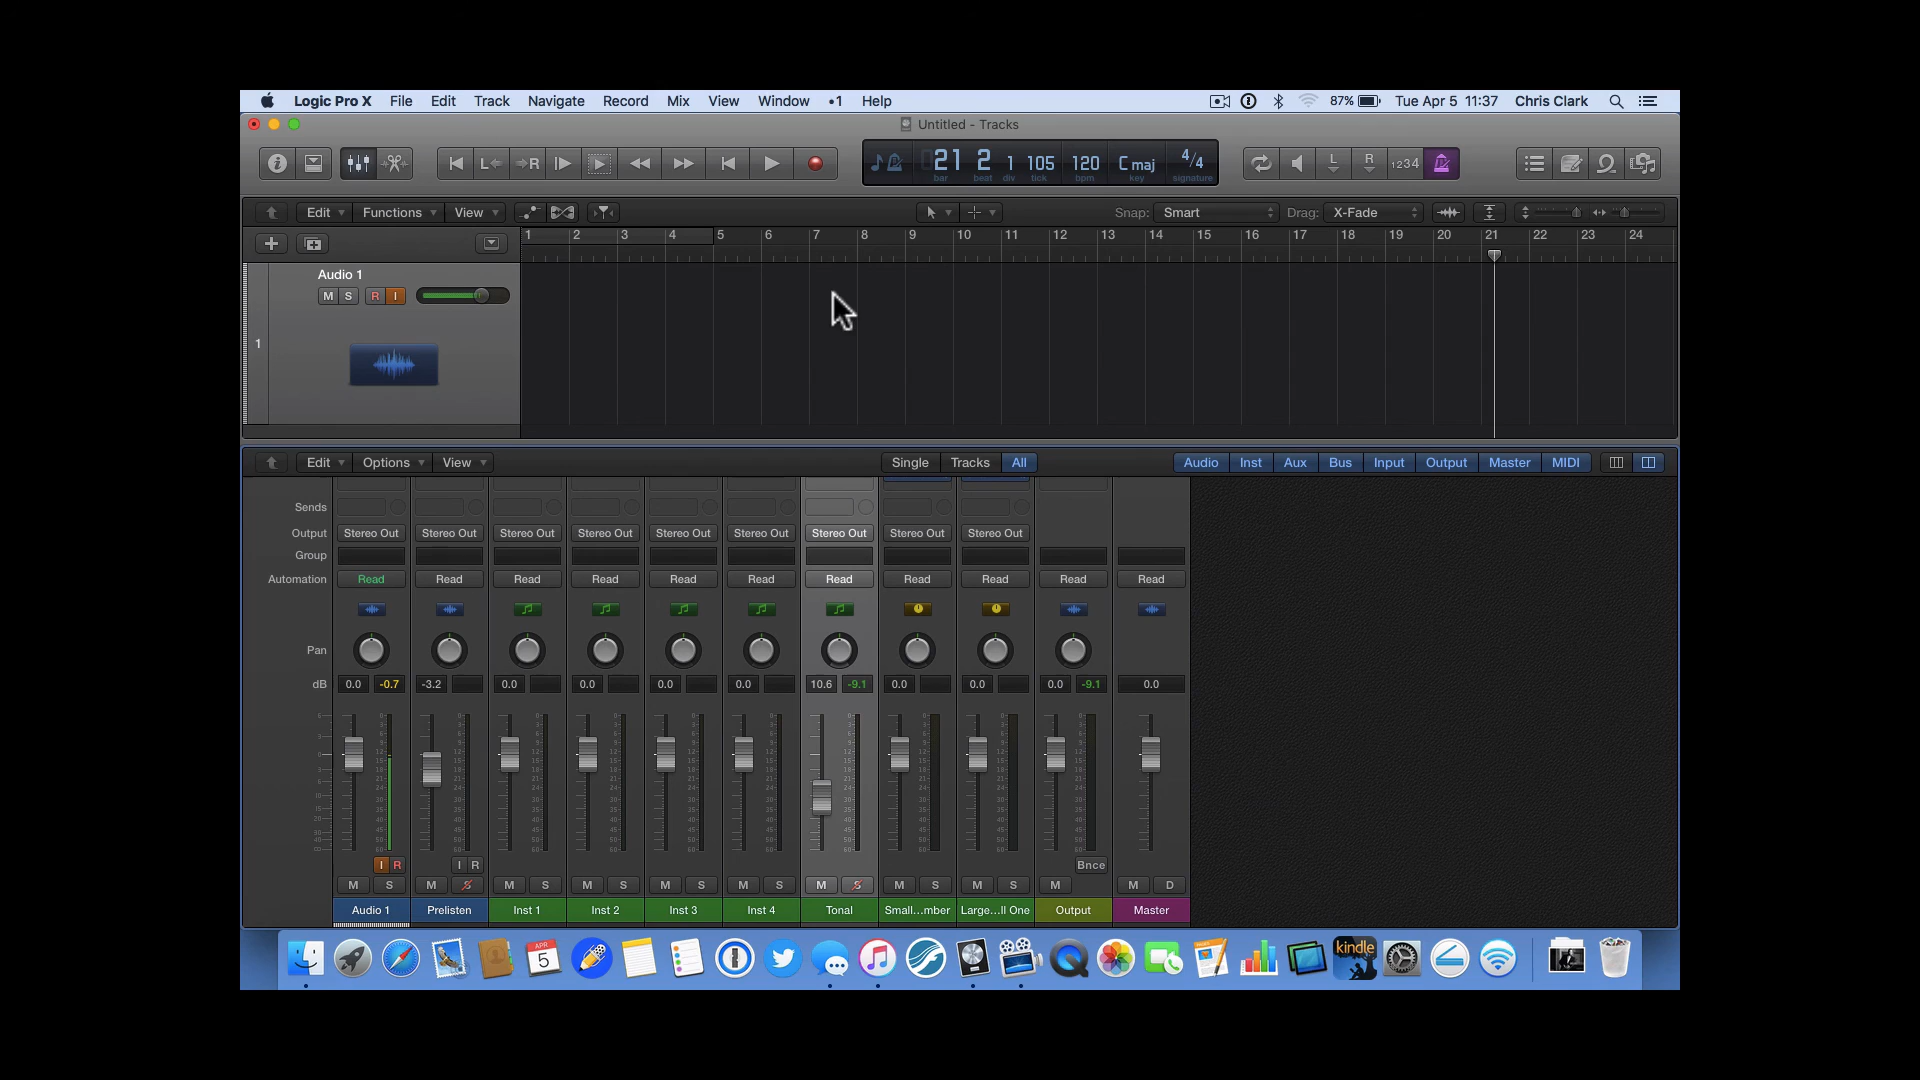 Logic Pro X File Edit Track Navigate Record Mix View Window 1 Help 87% Tue Apr 5 11:37 Chris Clark
Untitled - Tracks
L R 21 2 1 105 120 C maj 4/4 L R 1234
bar beat div tick bpm key signature
Edit Functions View Snap: Smart Drag: X-Fade
1 2 3 4 5 6 7 8 9 10 11 12 13 14 15 16 17 18 19 20 21 22 23 24
Audio 1
M S R I
1
Edit Options View Single Tracks All Audio Inst Aux Bus Input Output Master MIDI
Sends
Output Stereo Out Stereo Out Stereo Out Stereo Out Stereo Out Stereo Out Stereo Out Stereo Out Stereo Out
Group
Automation Read Read Read Read Read Read Read Read Read Read Read
Pan
dB 0.0 -0.7 -3.2 0.0 0.0 0.0 0.0 10.6 -9.1 0.0 0.0 0.0 -9.1 0.0
I R I R Bnce
M S M S M S M S M S M S M S M S M S M M D
Audio 1 Prelisten Inst 1 Inst 2 Inst 3 Inst 4 Tonal Small...mber Large...ll One Output Master
APR
5
kindle